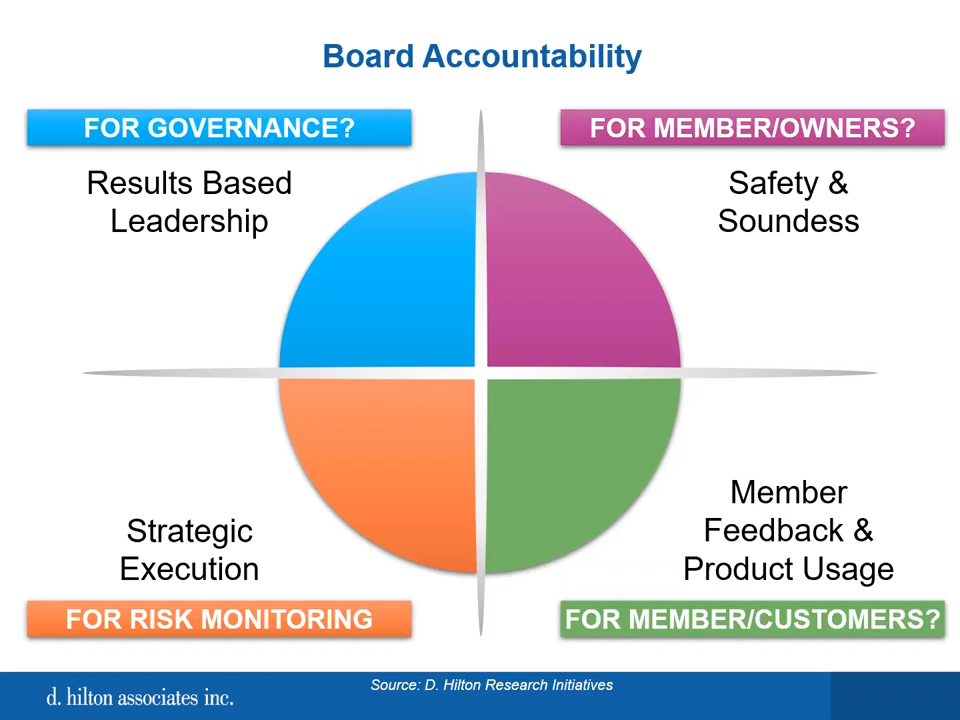 Board Accountability
FOR GOVERNANCE?
Results Based
Leadership
FOR MEMBER/OWNERS?
Safety &
Soundess
Strategic
Execution
FOR RISK MONITORING
Member
Feedback &
Product Usage
FOR MEMBER/CUSTOMERS?
d. hilton associates inc.
Source: D. Hilton Research Initiatives